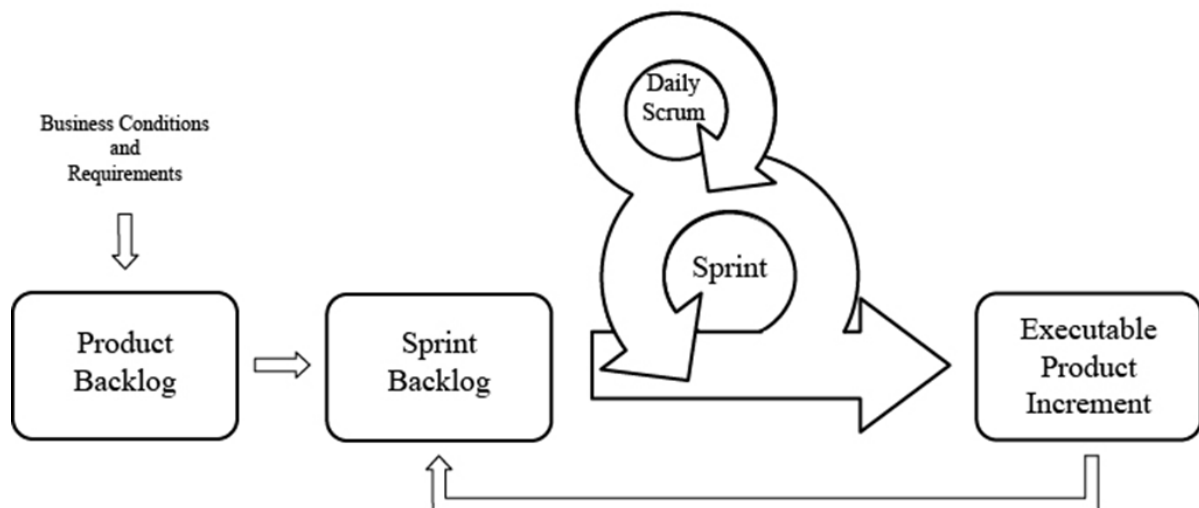 Business Conditions
and
Requirements
Daily
Scrum
Sprint
Product
Backlog
Sprint
Backlog
Executable
Product
Increment